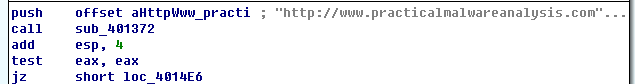 push offset aHttpWww_practi ; "http://www.practicalmalwareanalysis.com"...
call sub_401372
add esp, 4
test eax, eax
jz short loc_4014E6